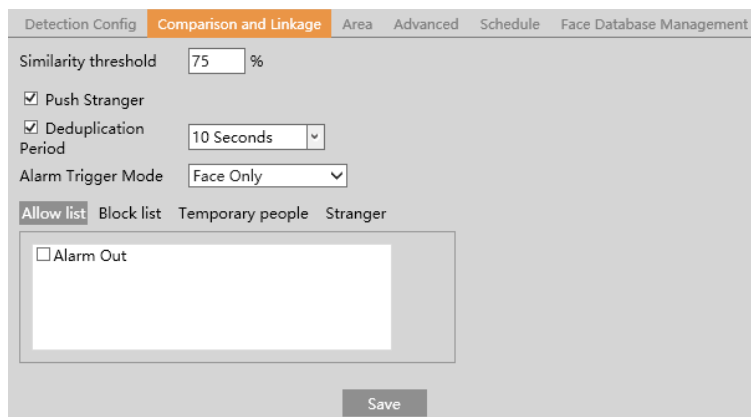 Detection Config Comparison and Linkage Area Advanced Schedule Face Database Management
Similarity threshold 75 %
Push Stranger
Deduplication
Period 10 Seconds
Alarm Trigger Mode Face Only
Allow list Block list Temporary people Stranger
Alarm Out
Save